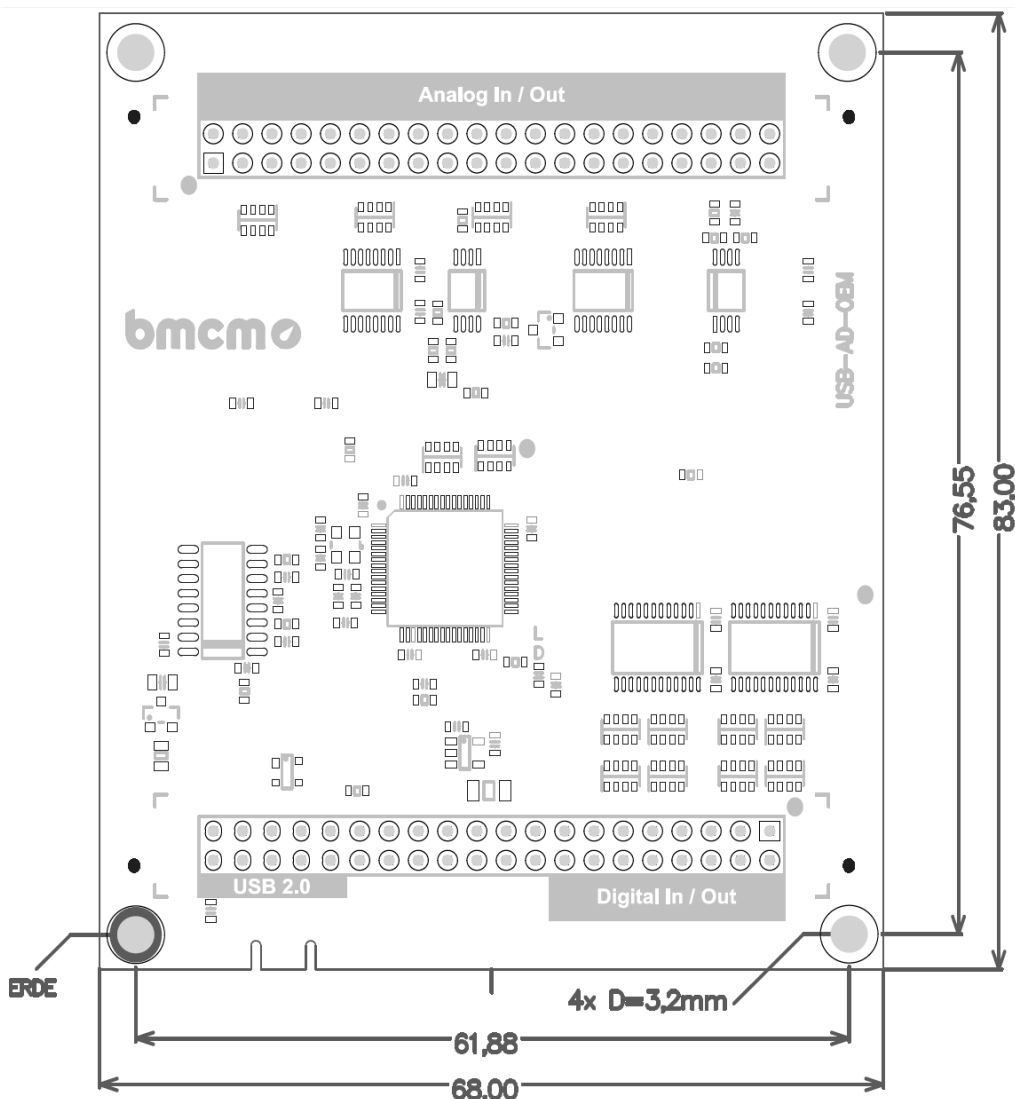 Analog In / Out
bmcm
USB-AD-OEM
76,55
83,00
L
D
USB 2.0
Digital In / Out
ERDE
4x D=3,2mm
61,88
68,00